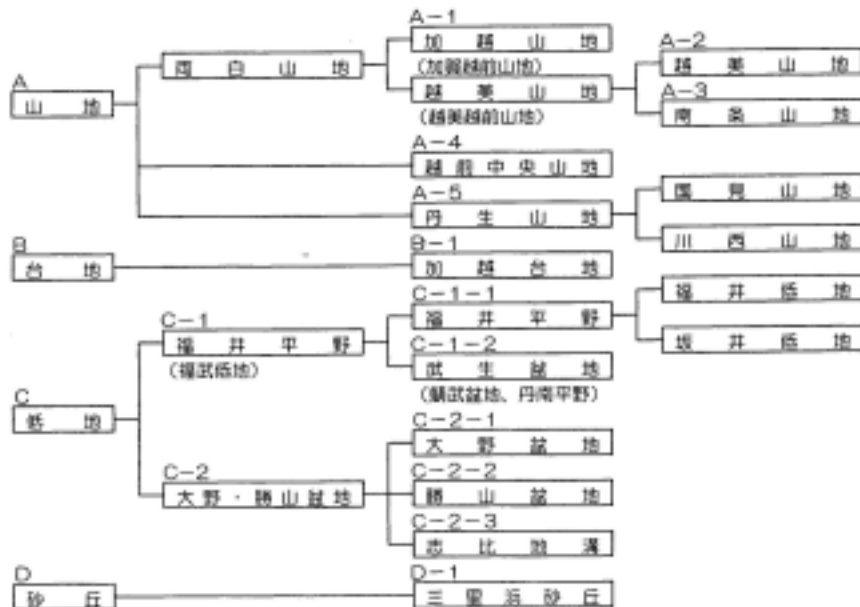 A
山地
両白山地
A-1
加越山地
(加賀越前山地)
越美山地
(越美越前山地)
A-2
越美山地
A-3
南条山地
A-4
越前中央山地
A-5
丹生山地
国見山地
川西山地
B
台地
B-1
加越台地
C
低地
C-1
福井平野
(福武低地)
C-1-1
福井平野
福井低地
坂井低地
C-1-2
武生盆地
(鯖武盆地、丹南平野)
C-2
大野・勝山盆地
C-2-1
大野盆地
C-2-2
勝山盆地
C-2-3
志比地溝
D
砂丘
D-1
三里浜砂丘